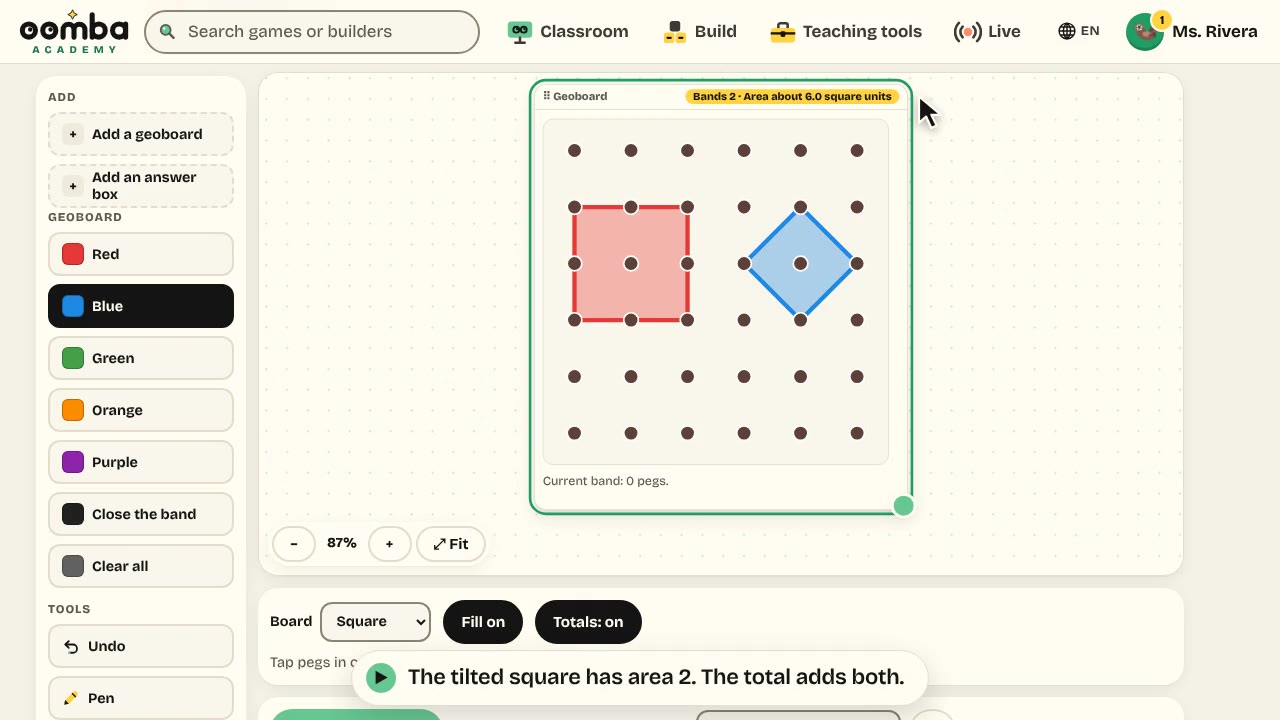 oomba
ACADEMY
Search games or builders
Classroom
Build
Teaching tools
Live
EN
1
Ms. Rivera
ADD
+ Add a geoboard
+ Add an answer box
GEOBOARD
Red
Blue
Green
Orange
Purple
Close the band
Clear all
TOOLS
Undo
Pen
Geoboard
Bands 2 · Area about 6.0 square units
Current band: 0 pegs.
− 87% + Fit
Board Square Fill on Totals: on
Tap pegs in
The tilted square has area 2. The total adds both.